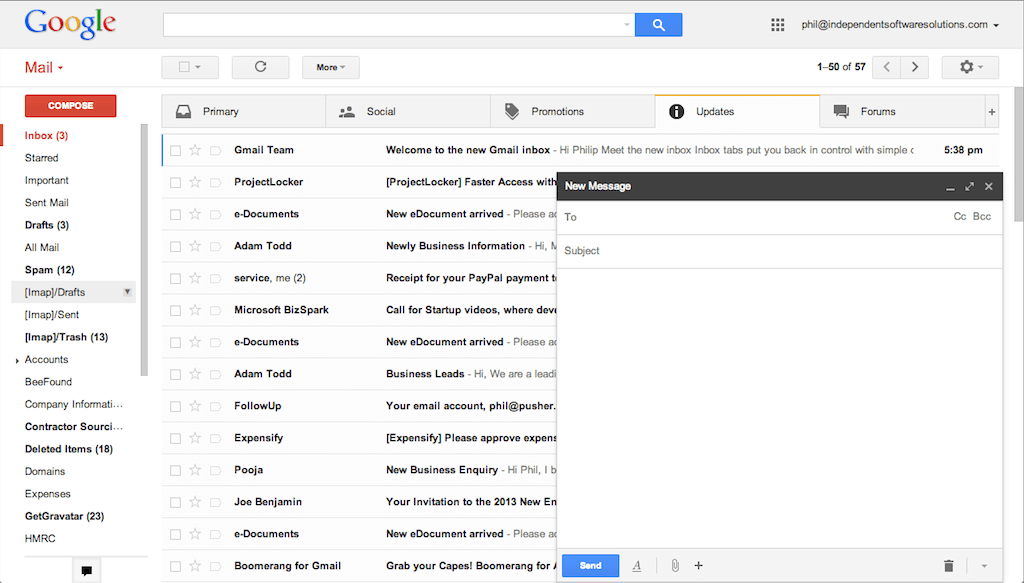 Google
phil@independentsoftwaresolutions.com
Mail
More
1–50 of 57
COMPOSE
Inbox (3)
Starred
Important
Sent Mail
Drafts (3)
All Mail
Spam (12)
[Imap]/Drafts
[Imap]/Sent
[Imap]/Trash (13)
Accounts
BeeFound
Company Informati...
Contractor Sourci...
Deleted Items (18)
Domains
Expenses
GetGravatar (23)
HMRC
Primary Social Promotions Updates Forums +
Gmail Team Welcome to the new Gmail inbox - Hi Philip Meet the new inbox Inbox tabs put you back in control with simple 5:38 pm
ProjectLocker [ProjectLocker] Faster Access with
e-Documents New eDocument arrived - Please
Adam Todd Newly Business Information - Hi,
service, me (2) Receipt for your PayPal payment
Microsoft BizSpark Call for Startup videos, where
e-Documents New eDocument arrived - Please
Adam Todd Business Leads - Hi, We are a
FollowUp Your email account, phil@pusher.
Expensify [Expensify] Please approve
Pooja New Business Enquiry - Hi Phil, I
Joe Benjamin Your Invitation to the 2013 New
e-Documents New eDocument arrived - Please
Boomerang for Gmail Grab your Capes! Boomerang for
New Message
To Cc Bcc
Subject
Send A +